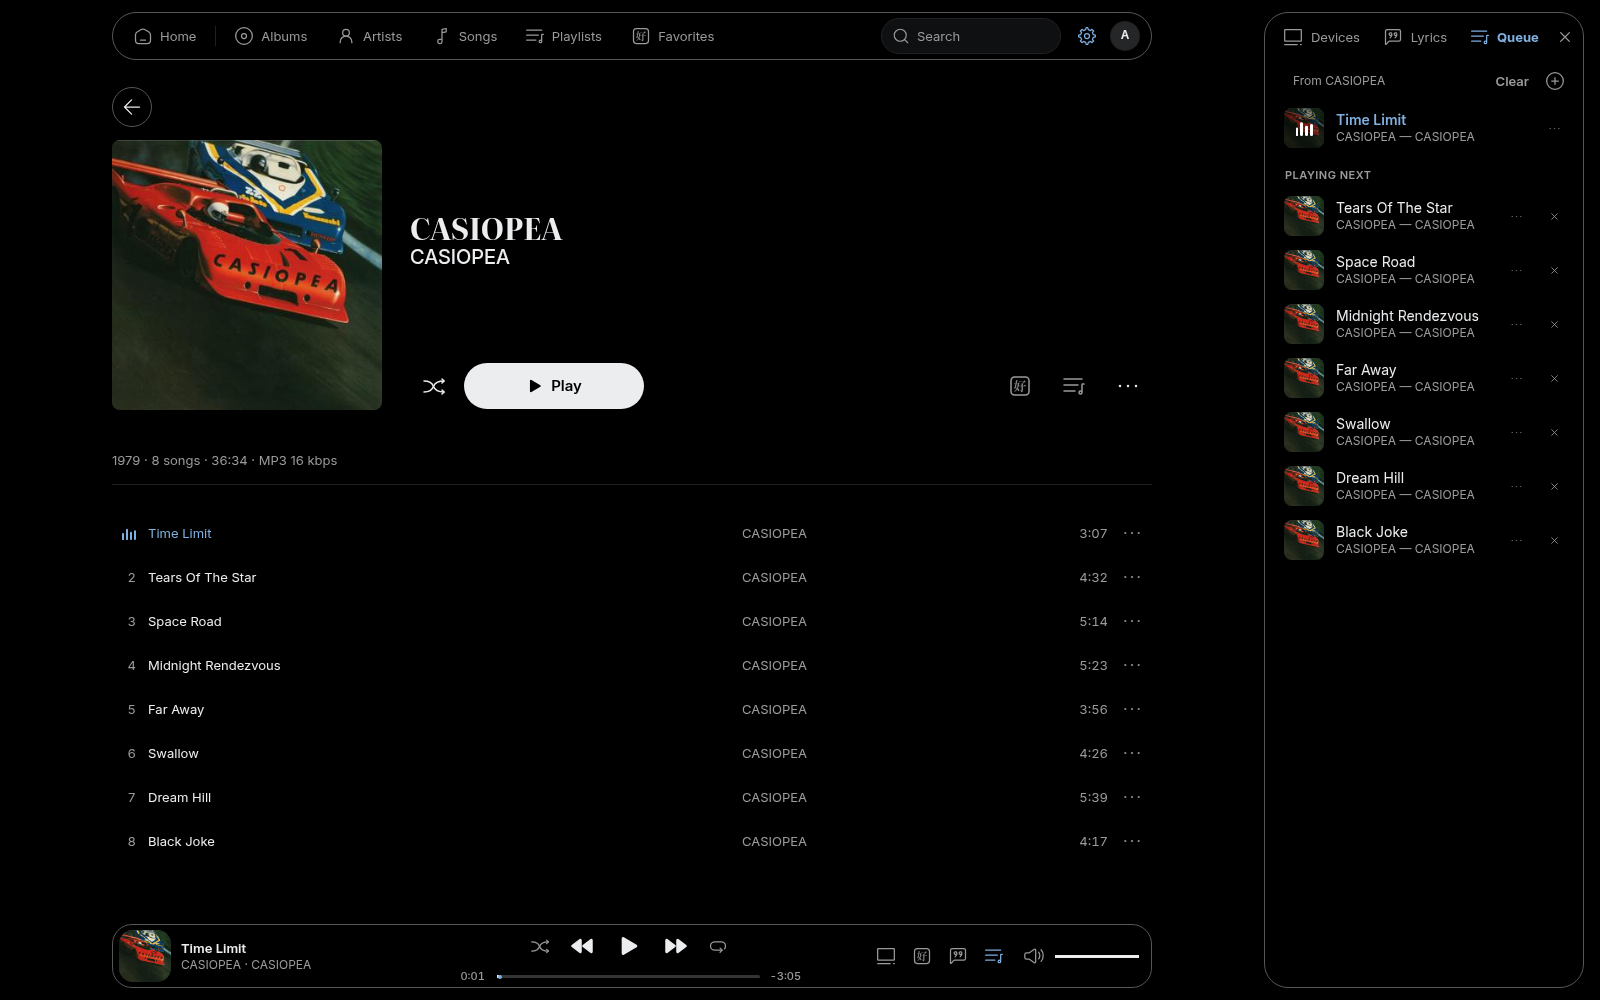 Home
Albums
Artists
Songs
Playlists
好
Favorites
Search
A
CASIOPEA
CASIOPEA
CASIOPEA
Play
好
1979 · 8 songs · 36:34 · MP3 16 kbps
Time Limit CASIOPEA 3:07
2 Tears Of The Star CASIOPEA 4:32
3 Space Road CASIOPEA 5:14
4 Midnight Rendezvous CASIOPEA 5:23
5 Far Away CASIOPEA 3:56
6 Swallow CASIOPEA 4:26
7 Dream Hill CASIOPEA 5:39
8 Black Joke CASIOPEA 4:17
Time Limit
CASIOPEA · CASIOPEA
0:01
-3:05
好
Devices
Lyrics
Queue
From CASIOPEA
Clear
Time Limit
CASIOPEA — CASIOPEA
PLAYING NEXT
Tears Of The Star
CASIOPEA — CASIOPEA
Space Road
CASIOPEA — CASIOPEA
Midnight Rendezvous
CASIOPEA — CASIOPEA
Far Away
CASIOPEA — CASIOPEA
Swallow
CASIOPEA — CASIOPEA
Dream Hill
CASIOPEA — CASIOPEA
Black Joke
CASIOPEA — CASIOPEA